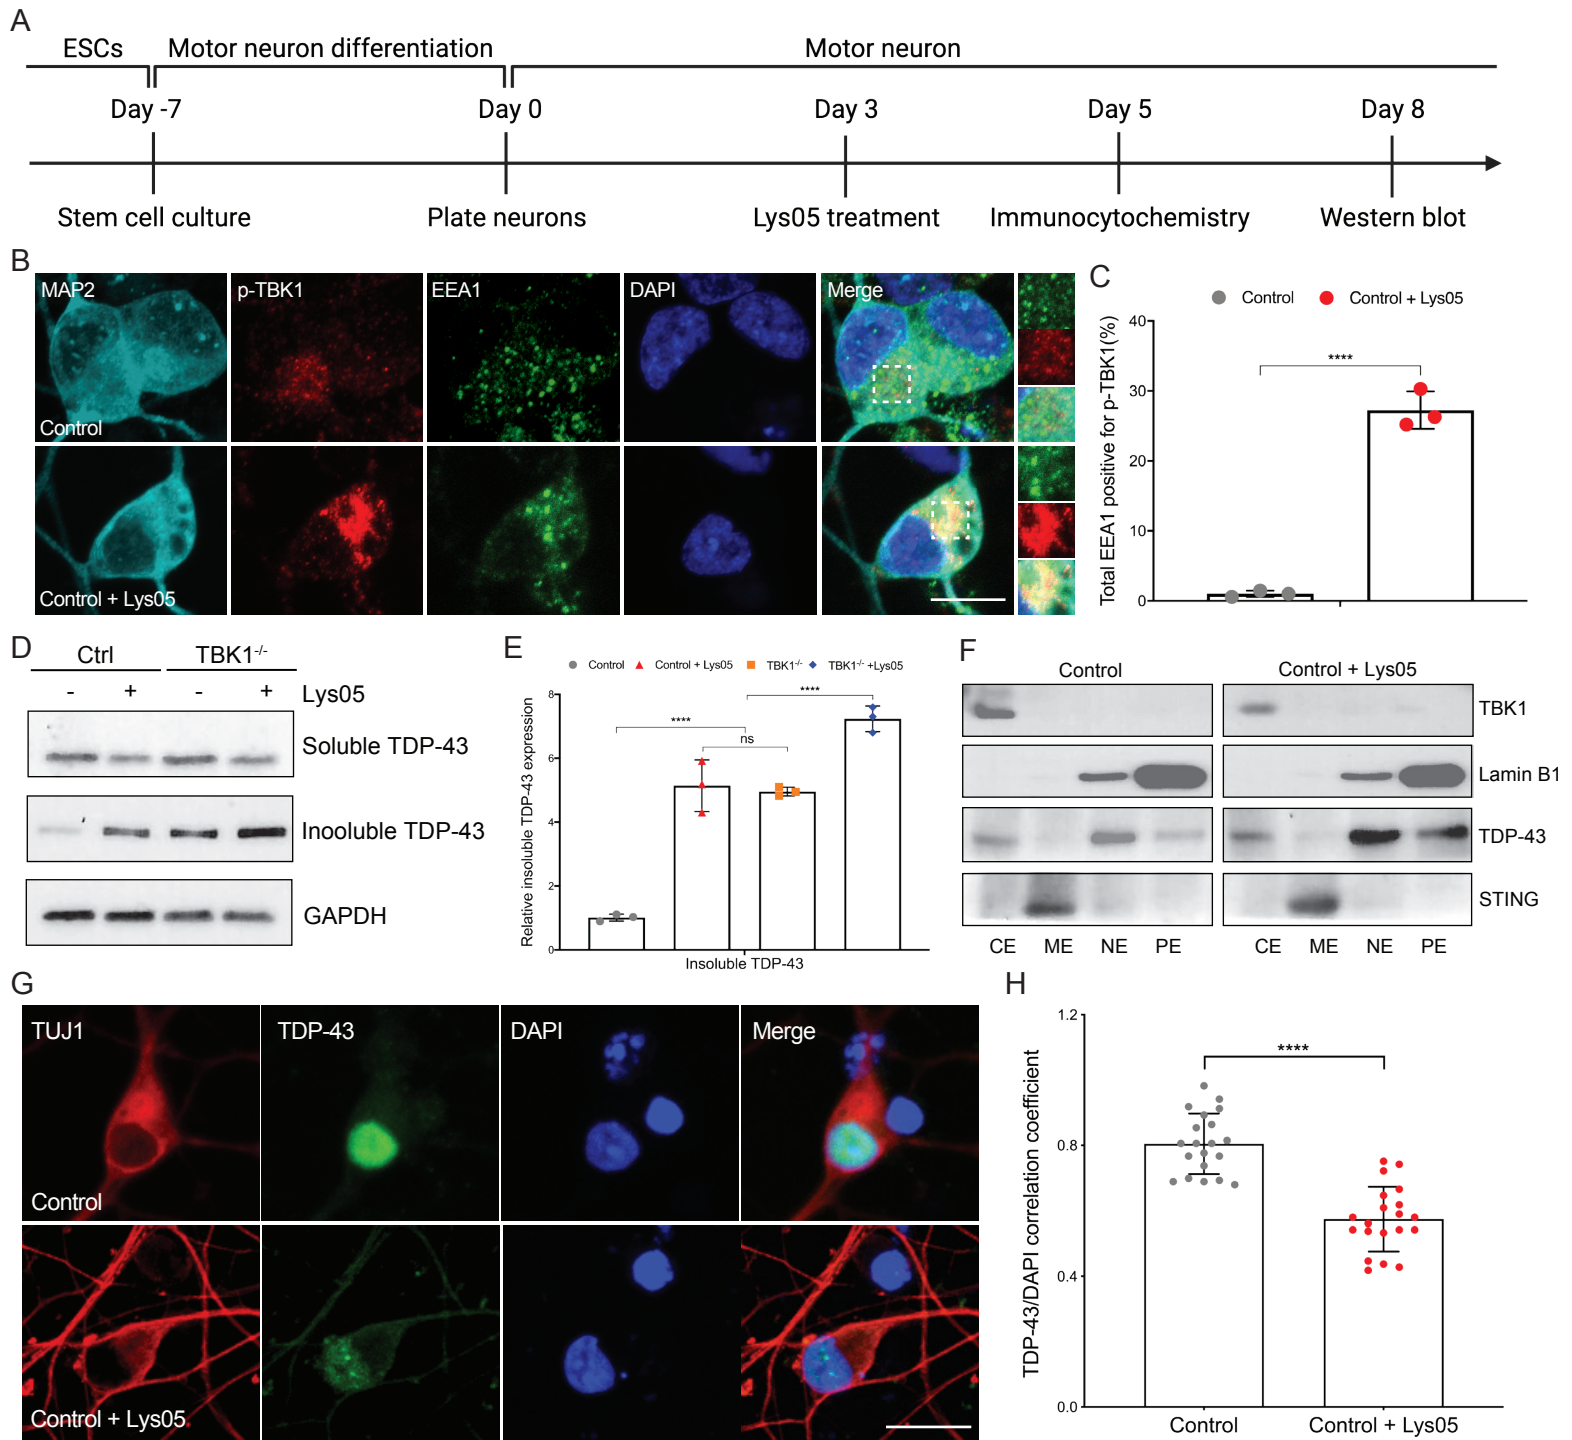 A
ESCs Motor neuron differentiation Motor neuron
Day -7 Day 0 Day 3 Day 5 Day 8
Stem cell culture Plate neurons Lys05 treatment Immunocytochemistry Western blot
B
MAP2 p-TBK1 EEA1 DAPI Merge
Control
Control + Lys05
C
Control Control + Lys05
Total EEA1 positive for p-TBK1(%)
40
30
20
10
0
****
D
Ctrl TBK1-/-
- + - + Lys05
Soluble TDP-43
Inooluble TDP-43
GAPDH
E
Control Control + Lys05 TBK1-/- TBK1-/- +Lys05
Relative insoluble TDP-43 expression
8
6
4
2
0
****
****
ns
Insoluble TDP-43
F
Control Control + Lys05
TBK1
Lamin B1
TDP-43
STING
CE ME NE PE CE ME NE PE
G
TUJ1 TDP-43 DAPI Merge
Control
Control + Lys05
H
TDP-43/DAPI correlation coefficient
1.2
0.8
0.4
0.0
****
Control Control + Lys05